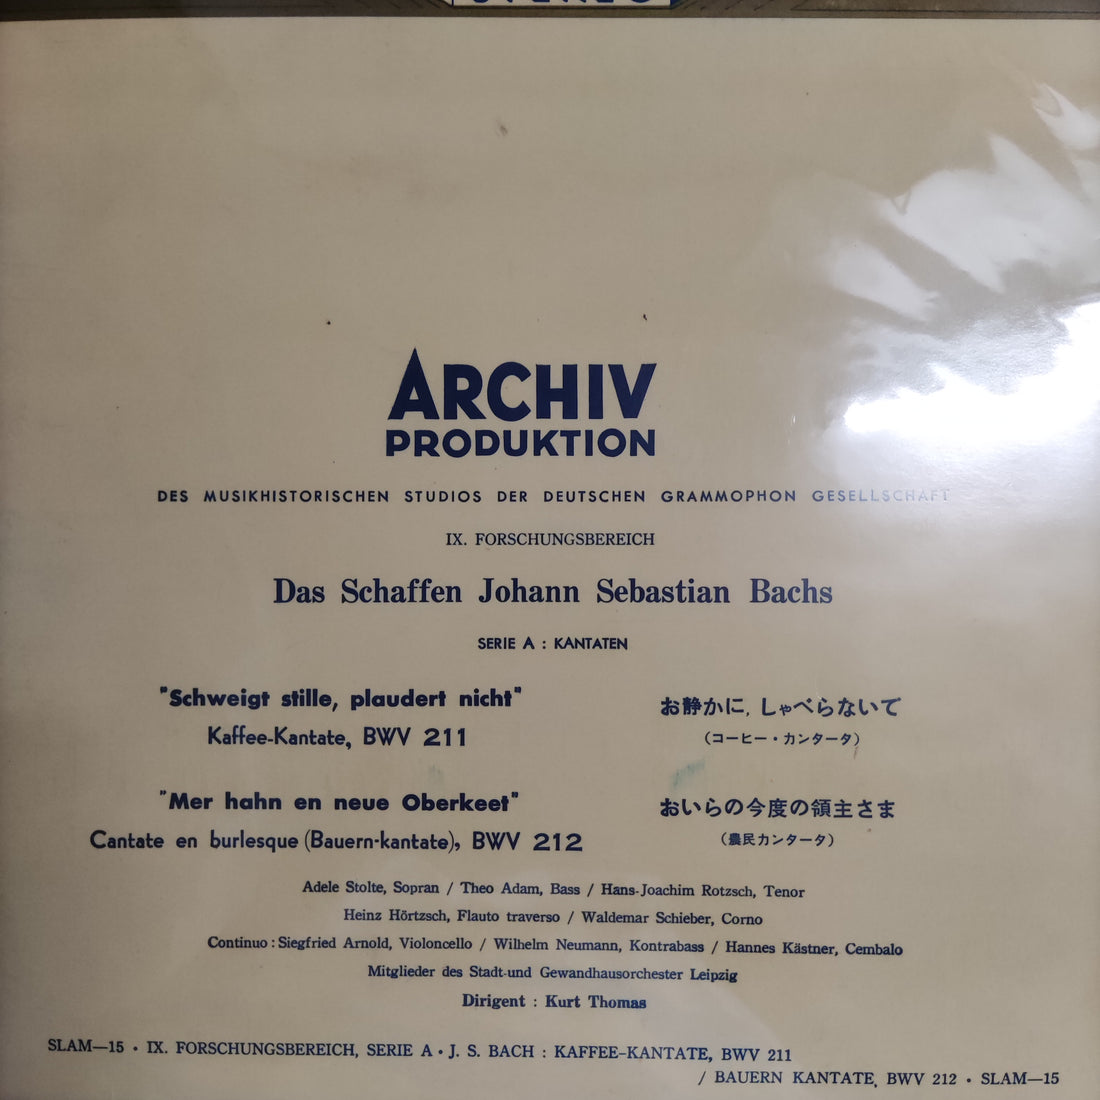 STEREO
ARCHIV
PRODUKTION
DES MUSIKHISTORISCHEN STUDIOS DER DEUTSCHEN GRAMMOPHON GESELLSCHAFT
IX. FORSCHUNGSBEREICH
Das Schaffen Johann Sebastian Bachs
SERIE A : KANTATEN
"Schweigt stille, plaudert nicht"
お静かに, しゃべらないで
Kaffee-Kantate, BWV 211
(コーヒー・カンタータ)
"Mer hahn en neue Oberkeet"
おいらの今度の領主さま
Cantate en burlesque (Bauern-kantate), BWV 212
(農民カンタータ)
Adele Stolte, Sopran / Theo Adam, Bass / Hans-Joachim Rotzsch, Tenor
Heinz Hörtzsch, Flauto traverso / Waldemar Schieber, Corno
Continuo : Siegfried Arnold, Violoncello / Wilhelm Neumann, Kontrabass / Hannes Kästner, Cembalo
Mitglieder des Stadt-und Gewandhausorchester Leipzig
Dirigent : Kurt Thomas
SLAM—15 • IX. FORSCHUNGSBEREICH, SERIE A • J. S. BACH : KAFFEE-KANTATE, BWV 211
/ BAUERN KANTATE, BWV 212 • SLAM—15